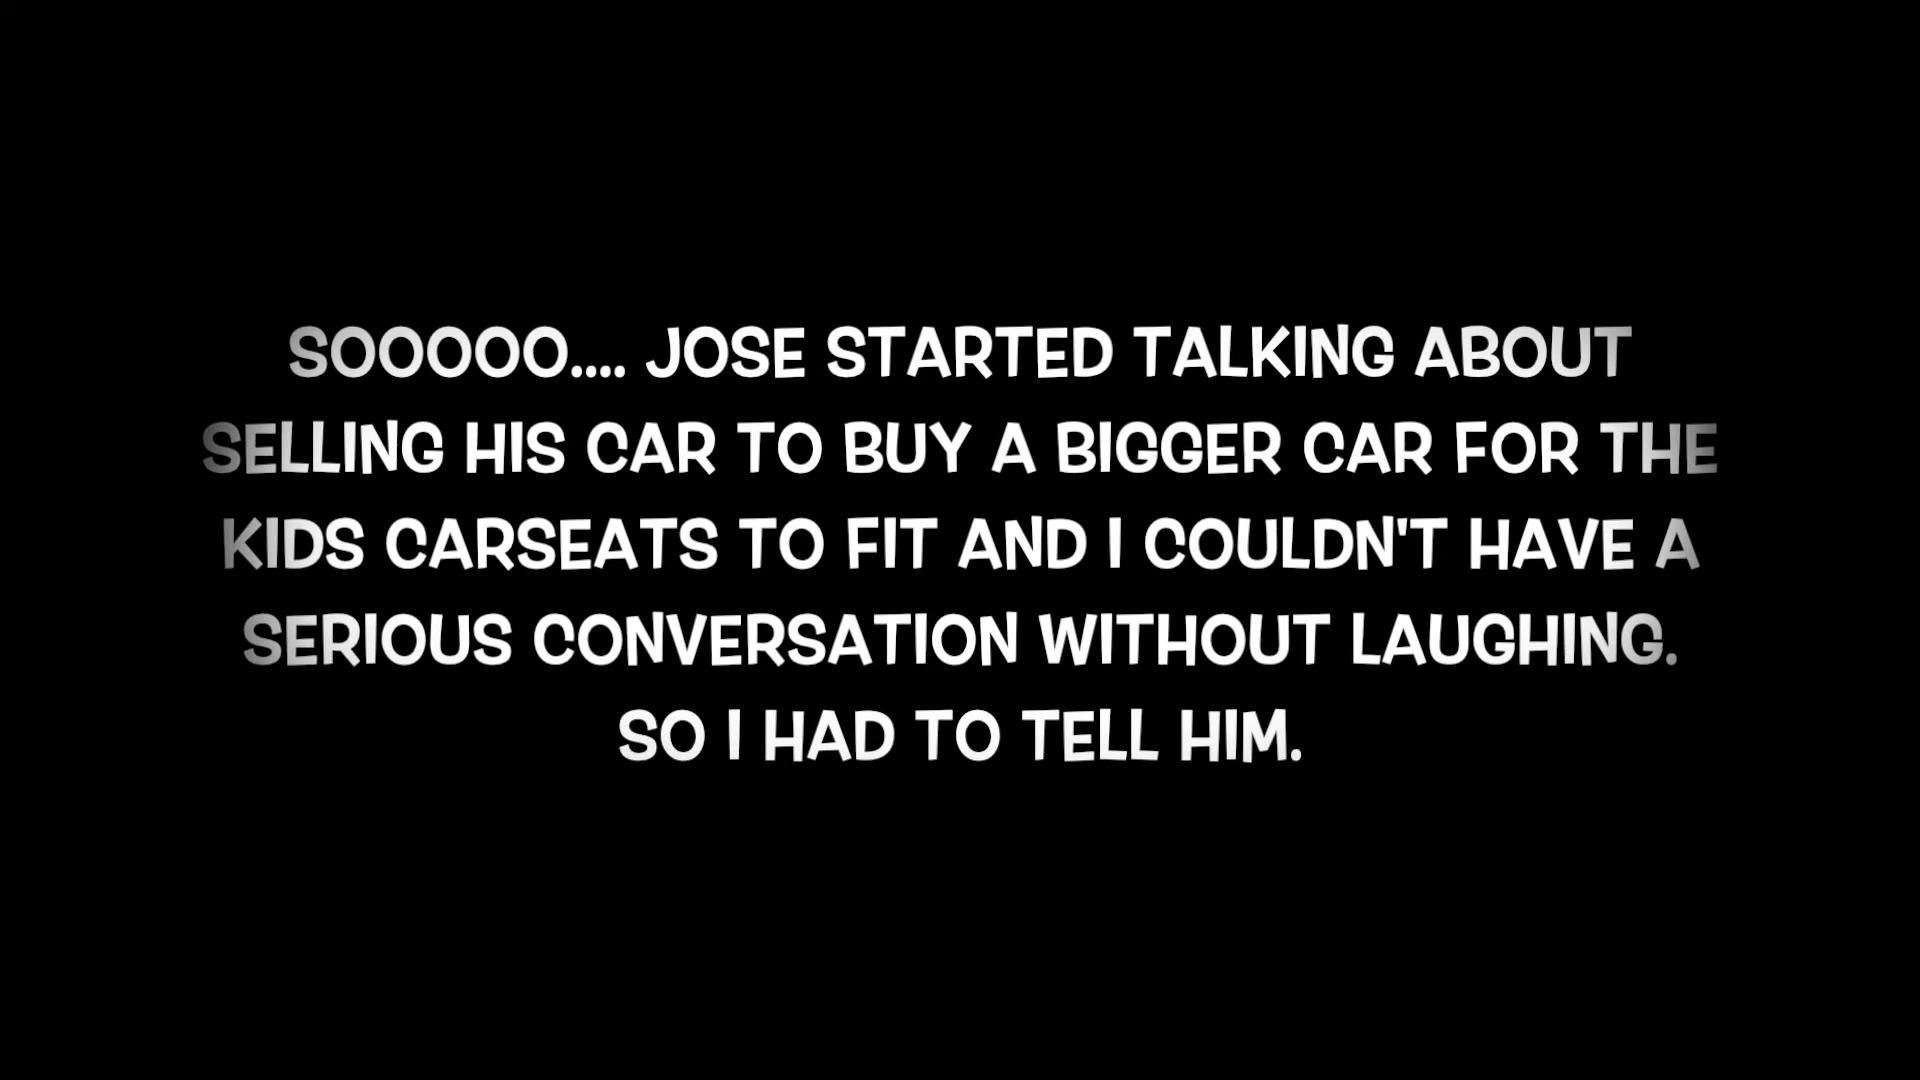 SOOOOO.... JOSE STARTED TALKING ABOUT
SELLING HIS CAR TO BUY A BIGGER CAR FOR THE
KIDS CARSEATS TO FIT AND I COULDN'T HAVE A
SERIOUS CONVERSATION WITHOUT LAUGHING.
SO I HAD TO TELL HIM.